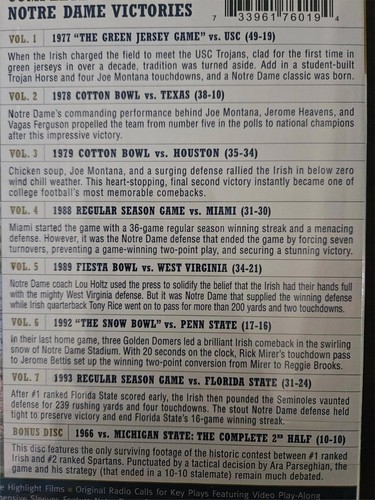 NOTRE DAME VICTORIES
7 33961 76019 4
VOL. 1 1977 "THE GREEN JERSEY GAME" vs. USC (49-19)
When the Irish charged the field to meet the USC Trojans, clad for the first time in
green jerseys in over a decade, tradition was turned aside. Add in a student-built
Trojan Horse and four Joe Montana touchdowns, and a Notre Dame classic was born.
VOL. 2 1978 COTTON BOWL vs. TEXAS (38-10)
Notre Dame's commanding performance behind Joe Montana, Jerome Heavens, and
Vagas Ferguson propelled the team from number five in the polls to national champions
after this impressive victory.
VOL. 3 1979 COTTON BOWL vs. HOUSTON (35-34)
Chicken soup, Joe Montana, and a surging defense rallied the Irish in below zero
wind chill weather. This heart-stopping, final second victory instantly became one of
college football's most memorable comebacks.
VOL. 4 1988 REGULAR SEASON GAME vs. MIAMI (31-30)
Miami started the game with a 36-game regular season winning streak and a menacing
defense. However, it was the Notre Dame defense that ended the game by forcing seven
turnovers, preventing a game-winning two-point play, and securing a stunning victory.
VOL. 5 1989 FIESTA BOWL vs. WEST VIRGINIA (34-21)
Notre Dame coach Lou Holtz used the press to solidify the belief that the Irish had their hands full
with the mighty West Virginia defense. But it was Notre Dame that supplied the winning defense
while Irish quarterback Tony Rice went on to pass for more than 200 yards and two touchdowns.
VOL. 6 1992 "THE SNOW BOWL" vs. PENN STATE (17-16)
In their last home game, three Golden Domers led a brilliant Irish comeback in the swirling
snow of Notre Dame Stadium. With 20 seconds on the clock, Rick Mirer's touchdown pass
to Jerome Bettis set up the winning two-point conversion from Mirer to Reggie Brooks.
VOL. 7 1993 REGULAR SEASON GAME vs. FLORIDA STATE (31-24)
After #1 ranked Florida State scored early, the Irish then pounded the Seminoles vaunted
defense for 239 rushing yards and four touchdowns. The stout Notre Dame defense held
tight to preserve victory and end Florida State's 16-game winning streak.
BONUS DISC 1966 vs. MICHIGAN STATE: THE COMPLETE 2ND HALF (10-10)
This disc features the only surviving footage of the historic contest between #1 ranked
Irish and #2 ranked Spartans. Punctuated by a tactical decision by Ara Parseghian, the
game and his strategy (that ended in a 10-10 stalemate) remain much debated.
Highlight Films • Original Radio Calls for Key Plays Featuring Video Play-Along